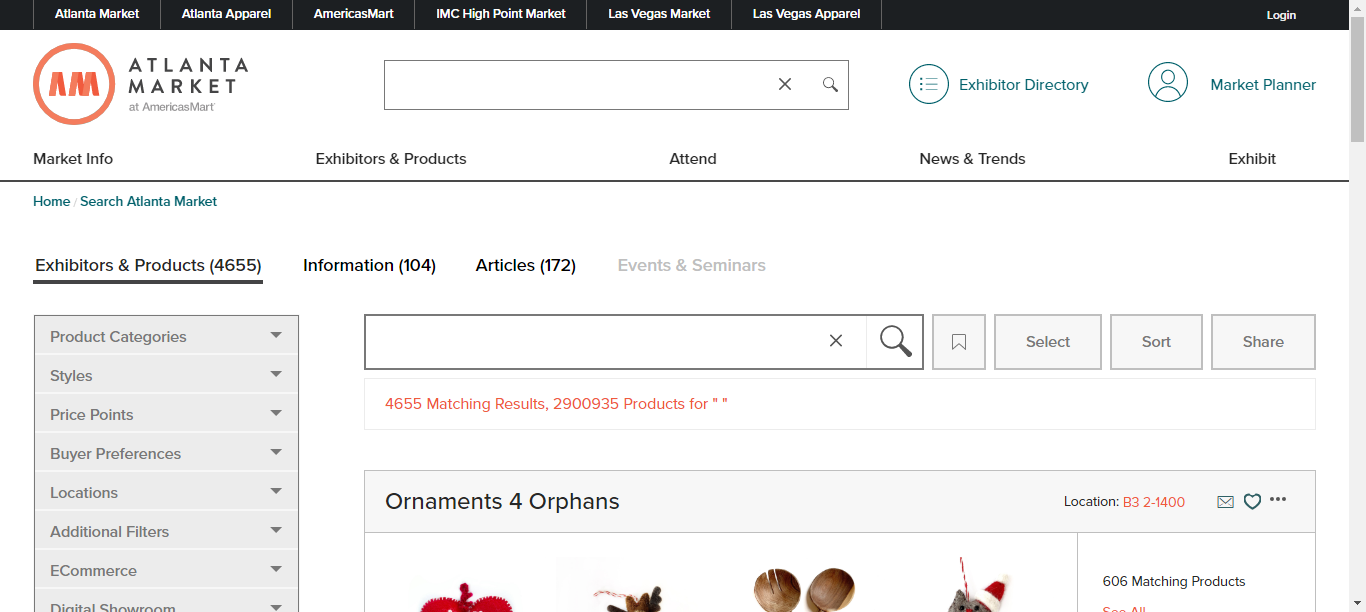 Atlanta Market
Atlanta Apparel
AmericasMart
IMC High Point Market
Las Vegas Market
Las Vegas Apparel
Login
AM
ATLANTA
MARKET
at AmericasMart
Exhibitor Directory
Market Planner
Market Info
Exhibitors & Products
Attend
News & Trends
Exhibit
Home / Search Atlanta Market
Exhibitors & Products (4655)
Information (104)
Articles (172)
Events & Seminars
Product Categories
Styles
Price Points
Buyer Preferences
Locations
Additional Filters
ECommerce
Digital Showroom
Select
Sort
Share
4655 Matching Results, 2900935 Products for " "
Ornaments 4 Orphans
Location: B3 2-1400
606 Matching Products
See All